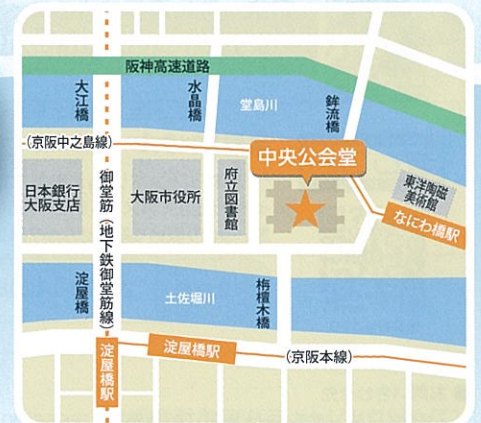 阪神高速道路
大江橋
水晶橋
堂島川
鉾流橋
(京阪中之島線)
中央公会堂
日本銀行
大阪支店
御堂筋(地下鉄御堂筋線)
大阪市役所
府立図書館
東洋陶磁
美術館
なにわ橋駅
淀屋橋
土佐堀川
栴檀木橋
淀屋橋駅
淀屋橋駅
(京阪本線)